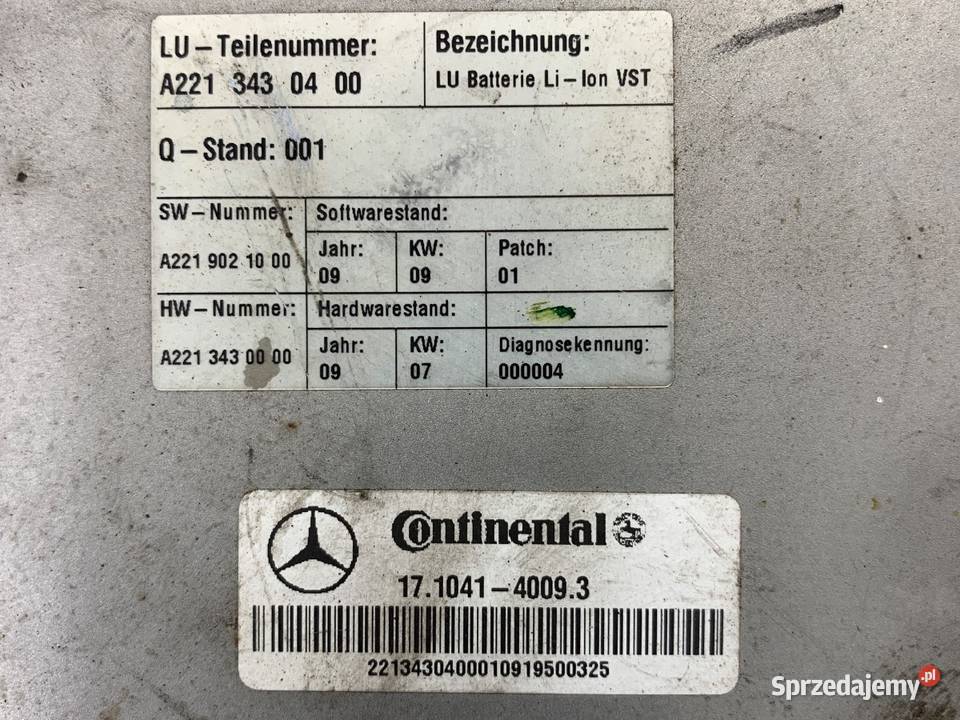 LU-Teilenummer:
A221 343 04 00
Bezeichnung:
LU Batterie Li-Ion VST
Q-Stand: 001
SW-Nummer:
A221 902 10 00
Softwarestand:
Jahr:
09
KW:
09
Patch:
01
HW-Nummer:
A221 343 00 00
Hardwarestand:
Jahr:
09
KW:
07
Diagnosekennung:
000004
Continental
17.1041-4009.3
2213430400010919500325
Sprzedajemy.pl